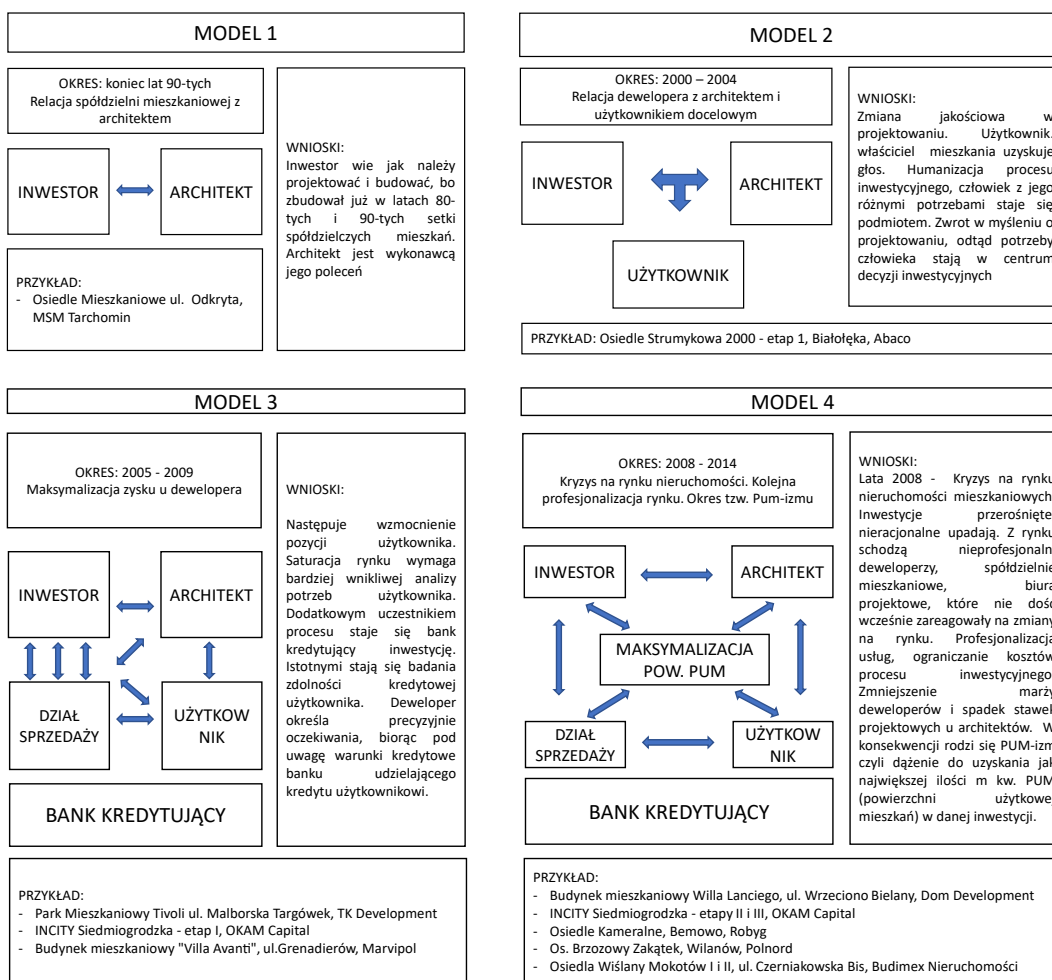 MODEL 1
OKRES: koniec lat 90-tych
Relacja spółdzielni mieszkaniowej z
architektem
INWESTOR
ARCHITEKT
PRZYKŁAD:
- Osiedle Mieszkaniowe ul. Odkryta,
MSM Tarchomin
WNIOSKI:
Inwestor wie jak należy
projektować i budować, bo
zbudował już w latach 80-
tych i 90-tych setki
spółdzielczych mieszkań.
Architekt jest wykonawcą
jego poleceń
MODEL 2
OKRES: 2000 – 2004
Relacja dewelopera z architektem i
użytkownikiem docelowym
INWESTOR
ARCHITEKT
UŻYTKOWNIK
WNIOSKI:
Zmiana jakościowa w
projektowaniu. Użytkownik.
właściciel mieszkania uzyskuje
głos. Humanizacja procesu
inwestycyjnego, człowiek z jego
różnymi potrzebami staje się
podmiotem. Zwrot w myśleniu o
projektowaniu, odtąd potrzeby
człowieka stają w centrum
decyzji inwestycyjnych
PRZYKŁAD: Osiedle Strumykowa 2000 - etap 1, Białołęka, Abaco
MODEL 3
OKRES: 2005 - 2009
Maksymalizacja zysku u dewelopera
INWESTOR
ARCHITEKT
DZIAŁ
SPRZEDAŻY
UŻYTKOW
NIK
BANK KREDYTUJĄCY
WNIOSKI:
Następuje wzmocnienie
pozycji użytkownika.
Saturacja rynku wymaga
bardziej wnikliwej analizy
potrzeb użytkownika.
Dodatkowym uczestnikiem
procesu staje się bank
kredytujący inwestycję.
Istotnymi stają się badania
zdolności kredytowej
użytkownika. Deweloper
określa precyzyjnie
oczekiwania, biorąc pod
uwagę warunki kredytowe
banku udzielającego
kredytu użytkownikowi.
PRZYKŁAD:
- Park Mieszkaniowy Tivoli ul. Malborska Targówek, TK Development
- INCITY Siedmiogrodzka - etap I, OKAM Capital
- Budynek mieszkaniowy "Villa Avanti", ul.Grenadierów, Marvipol
MODEL 4
OKRES: 2008 - 2014
Kryzys na rynku nieruchomości. Kolejna
profesjonalizacja rynku. Okres tzw. Pum-izmu
INWESTOR
ARCHITEKT
MAKSYMALIZACJA
POW. PUM
DZIAŁ
SPRZEDAŻY
UŻYTKOW
NIK
BANK KREDYTUJĄCY
WNIOSKI:
Lata 2008 - Kryzys na rynku
nieruchomości mieszkaniowych
Inwestycje przerośnięte
nieracjonalne upadają. Z rynku
schodzą nieprofesjonaln
deweloperzy, spółdzielnie
mieszkaniowe, biura
projektowe, które nie dość
wcześnie zareagowały na zmiany
na rynku. Profesjonalizacja
usług, ograniczanie kosztów
procesu inwestycyjnego
Zmniejszenie marży
deweloperów i spadek stawek
projektowych u architektów. W
konsekwencji rodzi się PUM-izm
czyli dążenie do uzyskania jak
największej ilości m kw. PUM
(powierzchni użytkowej
mieszkań) w danej inwestycji.
PRZYKŁAD:
- Budynek mieszkaniowy Willa Lanciego, ul. Wrzeciono Bielany, Dom Development
- INCITY Siedmiogrodzka - etapy II i III, OKAM Capital
- Osiedle Kameralne, Bemowo, Robyg
- Os. Brzozowy Zakątek, Wilanów, Polnord
- Osiedla Wiślany Mokotów I i II, ul. Czerniakowska Bis, Budimex Nieruchomości